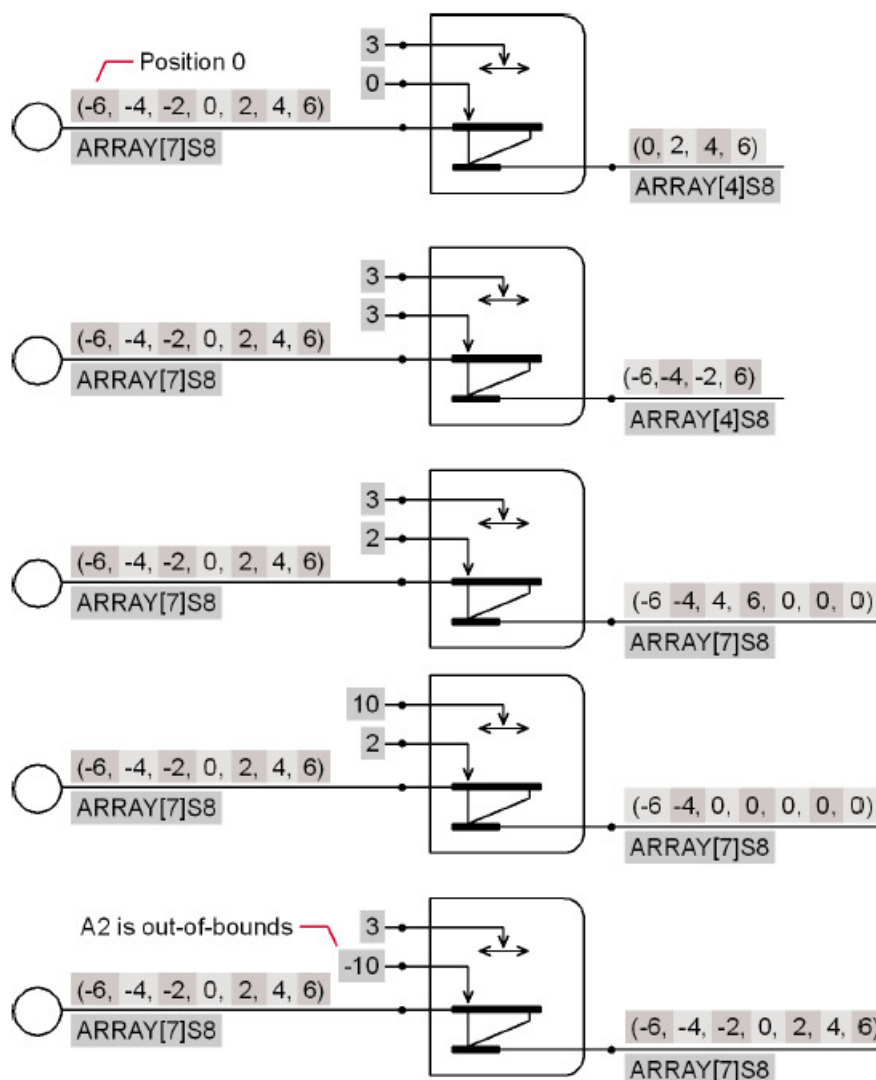 Position 0
3
0
(-6, -4, -2, 0, 2, 4, 6)
ARRAY[7]S8
(0, 2, 4, 6)
ARRAY[4]S8
3
3
(-6, -4, -2, 0, 2, 4, 6)
ARRAY[7]S8
(-6,-4, -2, 6)
ARRAY[4]S8
3
2
(-6, -4, -2, 0, 2, 4, 6)
ARRAY[7]S8
(-6 -4, 4, 6, 0, 0, 0)
ARRAY[7]S8
10
2
(-6, -4, -2, 0, 2, 4, 6)
ARRAY[7]S8
(-6 -4, 0, 0, 0, 0, 0)
ARRAY[7]S8
A2 is out-of-bounds
3
-10
(-6, -4, -2, 0, 2, 4, 6)
ARRAY[7]S8
(-6, -4, -2, 0, 2, 4, 6)
ARRAY[7]S8